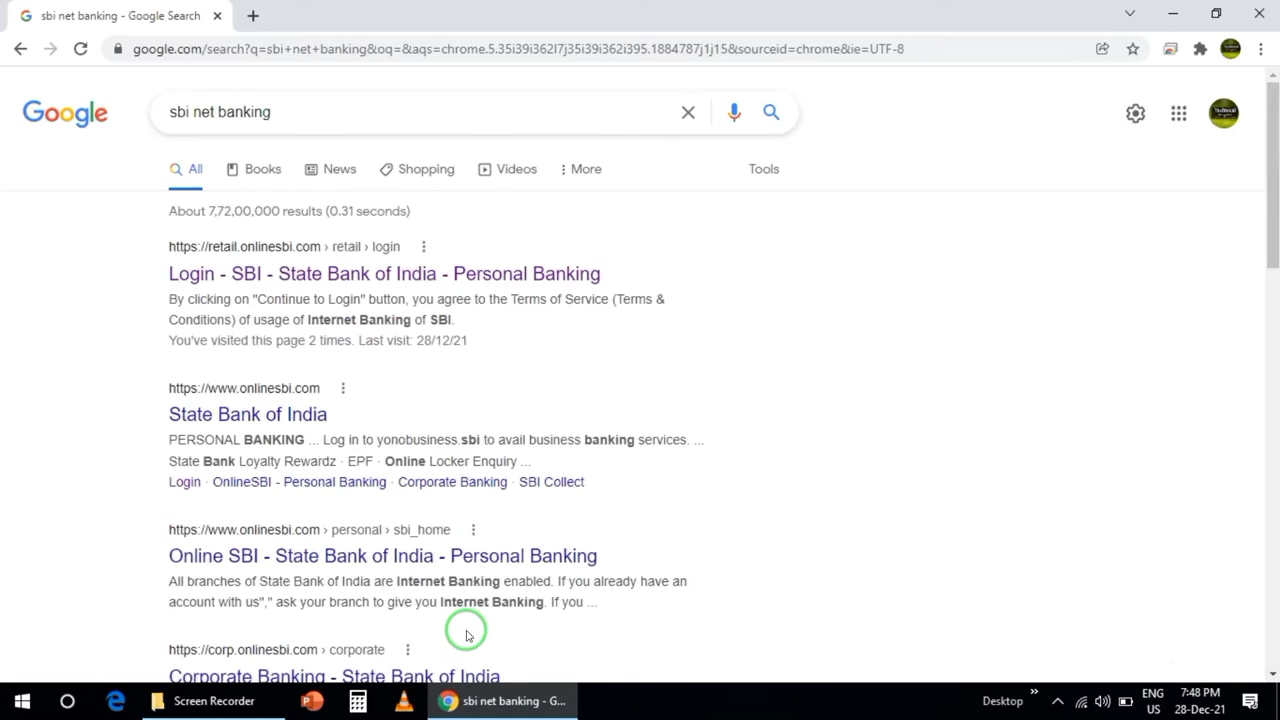 sbi net banking - Google Search
google.com/search?q=sbi+net+banking&oq=&aqs=chrome.5.35i39i362l7j35i39i362i395.1884787j1j15&sourceid=chrome&ie=UTF-8
Google
sbi net banking
All Books News Shopping Videos More Tools
About 7,72,00,000 results (0.31 seconds)
https://retail.onlinesbi.com › retail › login
Login - SBI - State Bank of India - Personal Banking
By clicking on "Continue to Login" button, you agree to the Terms of Service (Terms &
Conditions) of usage of Internet Banking of SBI.
You've visited this page 2 times. Last visit: 28/12/21
https://www.onlinesbi.com
State Bank of India
PERSONAL BANKING ... Log in to yonobusiness.sbi to avail business banking services. ...
State Bank Loyalty Rewardz · EPF · Online Locker Enquiry ...
Login · OnlineSBI - Personal Banking · Corporate Banking · SBI Collect
https://www.onlinesbi.com › personal › sbi_home
Online SBI - State Bank of India - Personal Banking
All branches of State Bank of India are Internet Banking enabled. If you already have an
account with us"," ask your branch to give you Internet Banking. If you ...
https://corp.onlinesbi.com › corporate
Corporate Banking - State Bank of India
Screen Recorder
sbi net banking - G...
Desktop
ENG
US
7:48 PM
28-Dec-21